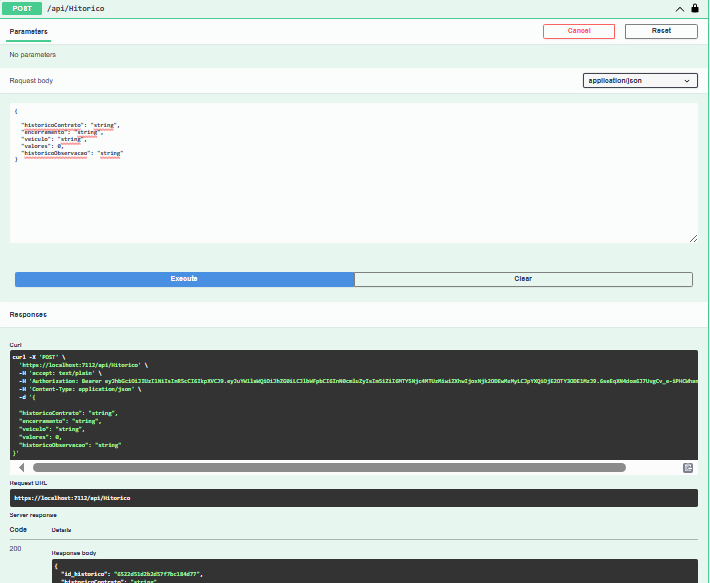 POST /api/Hitorico
Parameters
Cancel
Reset
No parameters
Request body
application/json
{
"historicoContrato": "string",
"encerramento": "string",
"veiculo": "string",
"valores": 0,
"historicoObservacao": "string"
}
Execute
Clear
Responses
Curl
curl -X 'POST' \
'https://localhost:7112/api/Hitorico' \
-H 'accept: text/plain' \
-H 'Authorization: Bearer
-H 'Content-Type: application/json' \
-d '{
"historicoContrato": "string",
"encerramento": "string",
"veiculo": "string",
"valores": 0,
"historicoObservacao": "string"
}'
Request URL
https://localhost:7112/api/Hitorico
Server response
Code Details
200
Response body
{
"id_historico": "6522d51d2b2d57f7bc184d77",
"historicoContrato": "string"